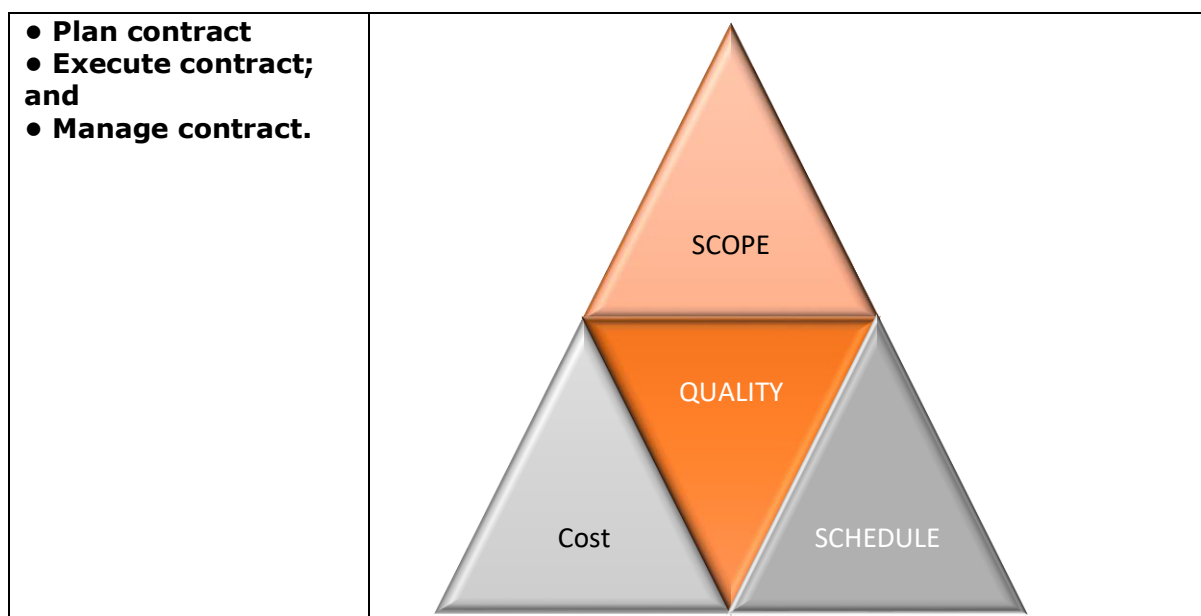 • Plan contract
• Execute contract;
and
• Manage contract.
SCOPE
QUALITY
Cost
SCHEDULE